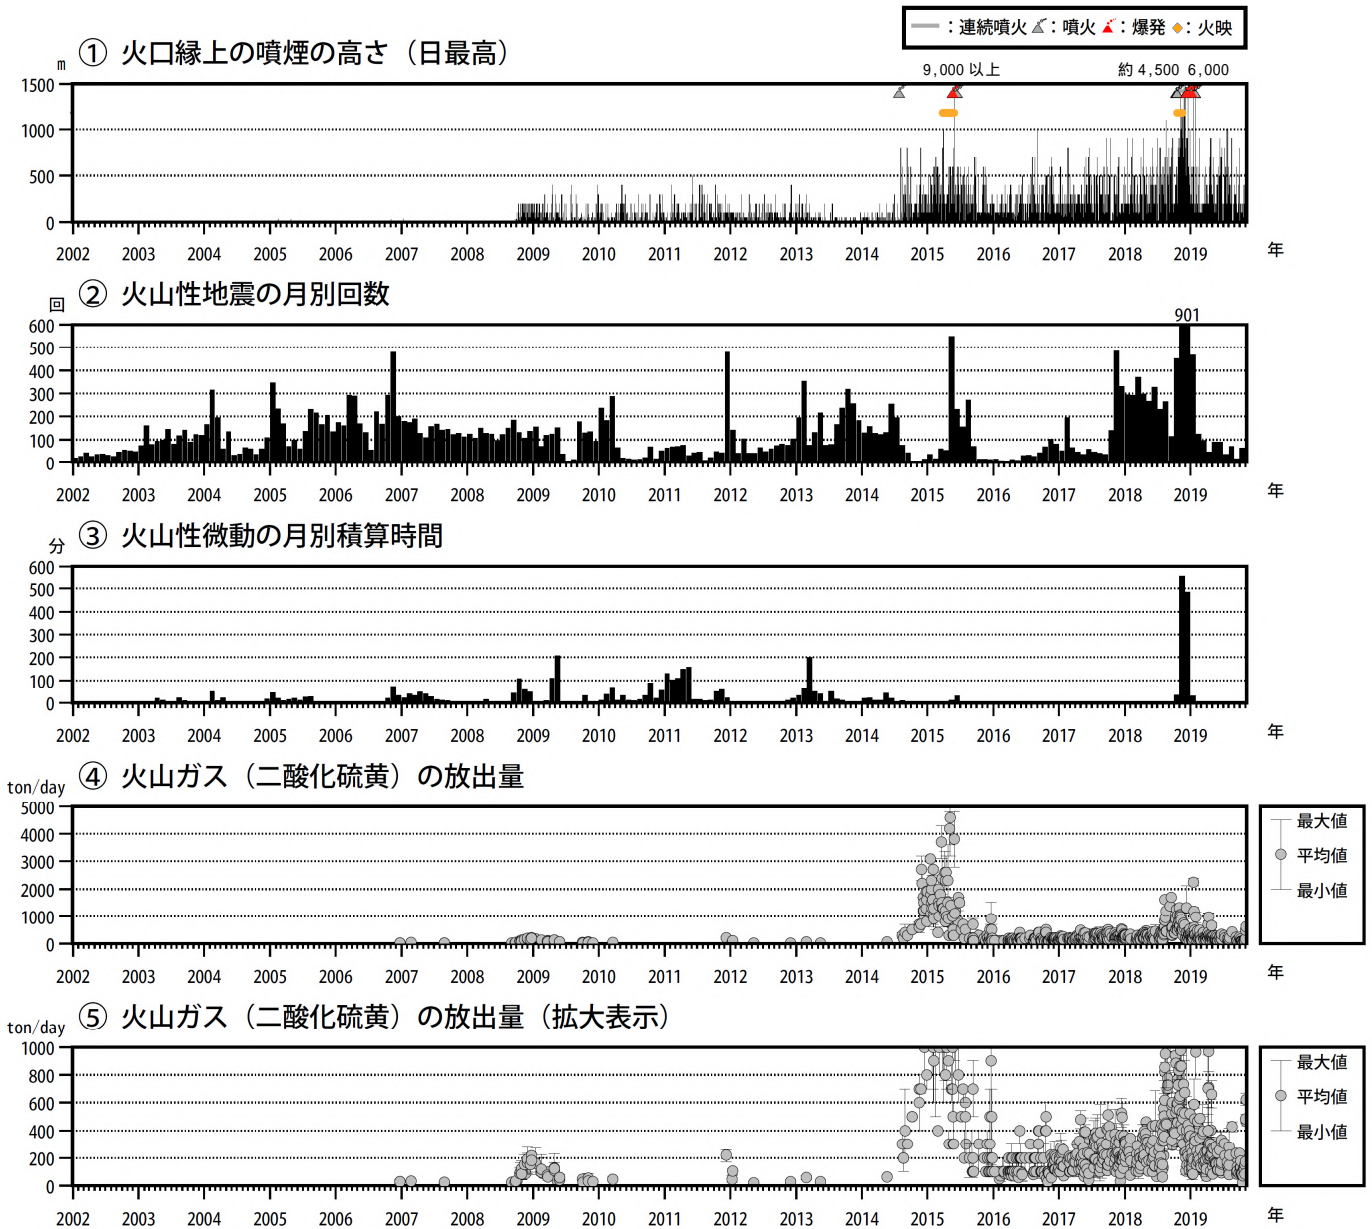 ：連続噴火 ：噴火 ：爆発 ：火映
① 火口縁上の噴煙の高さ（日最高）
m
9,000 以上 約 4,500 6,000
1500
1000
500
0
2002 2003 2004 2005 2006 2007 2008 2009 2010 2011 2012 2013 2014 2015 2016 2017 2018 2019 年
② 火山性地震の月別回数
回
901
600
500
400
300
200
100
0
2002 2003 2004 2005 2006 2007 2008 2009 2010 2011 2012 2013 2014 2015 2016 2017 2018 2019 年
③ 火山性微動の月別積算時間
分
600
500
400
300
200
100
0
2002 2003 2004 2005 2006 2007 2008 2009 2010 2011 2012 2013 2014 2015 2016 2017 2018 2019 年
④ 火山ガス（二酸化硫黄）の放出量
ton/day
5000
4000
3000
2000
1000
0
最大値
平均値
最小値
2002 2003 2004 2005 2006 2007 2008 2009 2010 2011 2012 2013 2014 2015 2016 2017 2018 2019 年
⑤ 火山ガス（二酸化硫黄）の放出量（拡大表示）
ton/day
1000
800
600
400
200
0
最大値
平均値
最小値
2002 2003 2004 2005 2006 2007 2008 2009 2010 2011 2012 2013 2014 2015 2016 2017 2018 2019 年